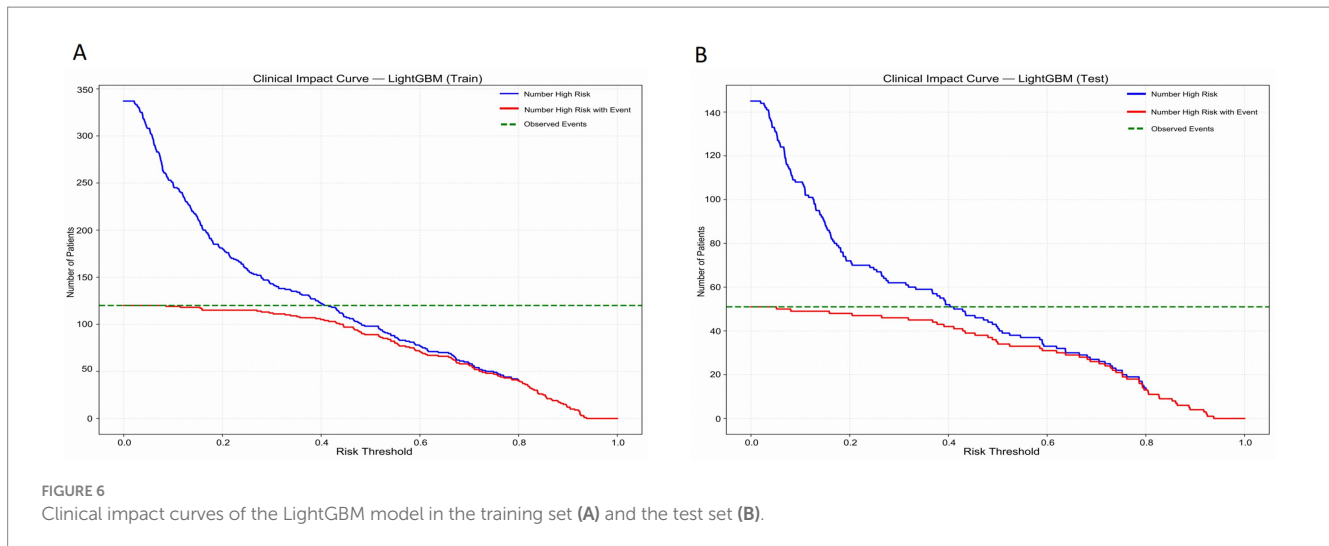 A
Clinical Impact Curve — LightGBM (Train)
Number High Risk
Number High Risk with Event
Observed Events
350
300
250
200
150
100
50
0
Number of Patients
0.0 0.2 0.4 0.6 0.8 1.0
Risk Threshold
B
Clinical Impact Curve — LightGBM (Test)
Number High Risk
Number High Risk with Event
Observed Events
140
120
100
80
60
40
20
0
Number of Patients
0.0 0.2 0.4 0.6 0.8 1.0
Risk Threshold
FIGURE 6
Clinical impact curves of the LightGBM model in the training set (A) and the test set (B).